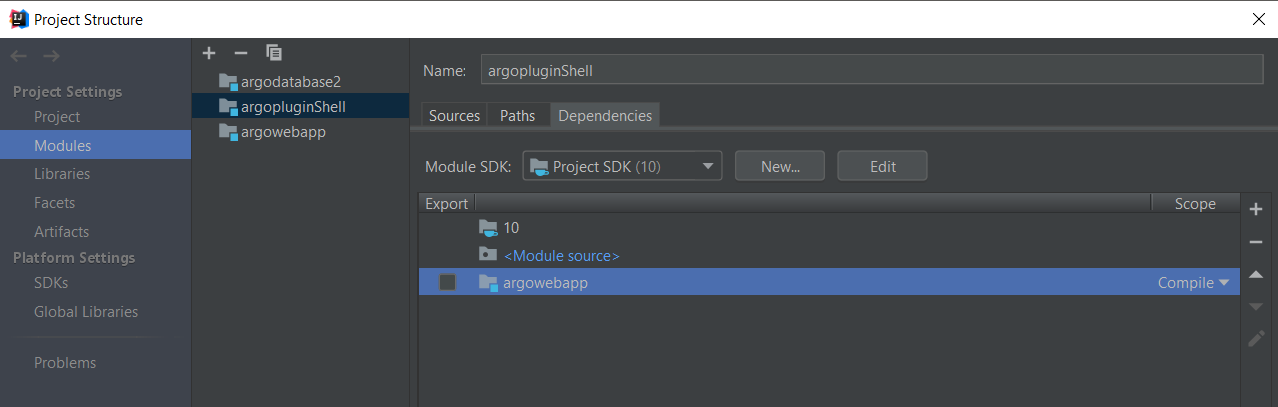 Project Structure
Project Settings
Project
Modules
Libraries
Facets
Artifacts
Platform Settings
SDKs
Global Libraries
Problems
argodatabase2
argopluginShell
argowebapp
Name: argopluginShell
Sources Paths Dependencies
Module SDK: Project SDK (10) New... Edit
Export Scope
10
<Module source>
argowebapp Compile